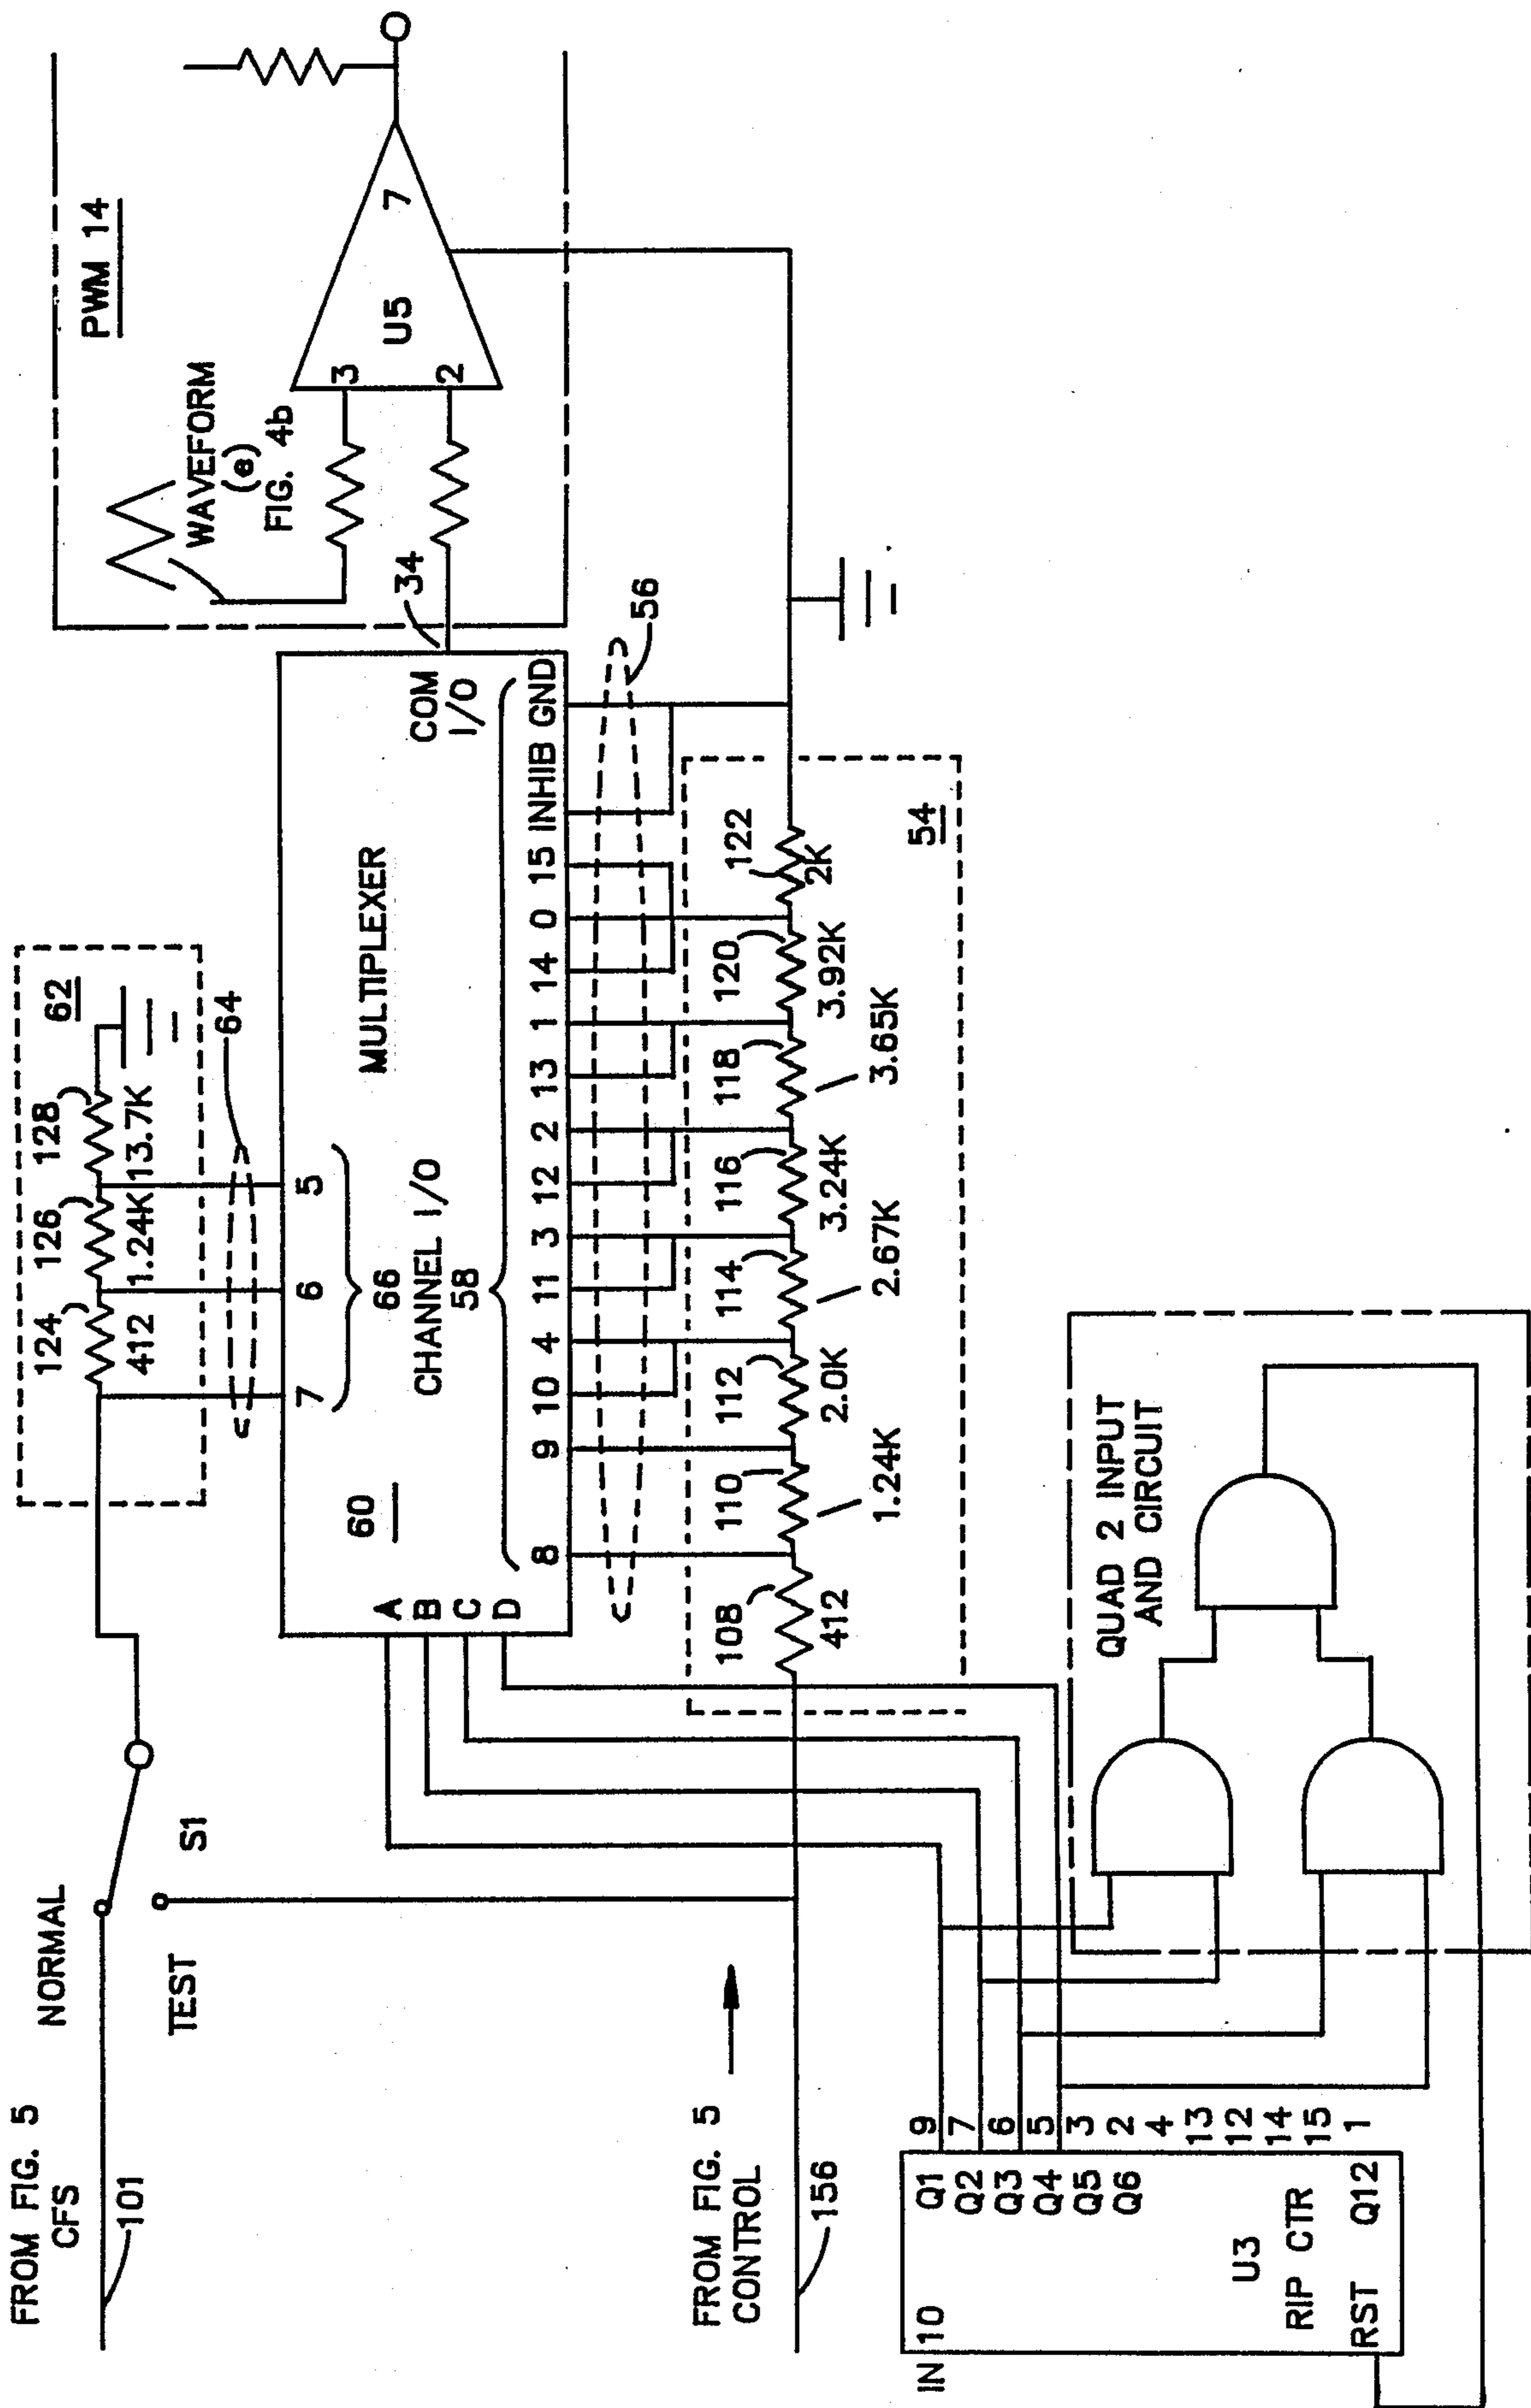 FROM FIG. 5
CFS
101
NORMAL
TEST
S1
62
124
126
128
412
1.24K
13.7K
64
7
6
5
66
CHANNEL I/O
58
60
MULTIPLEXER
A
B
C
D
COM
I/O
34
8
9
10
4
11
3
12
2
13
1
14
0
15
INHIB
GND
56
PWM 14
WAVEFORM
(e)
FIG. 4b
3
2
U5
7
FROM FIG. 5
CONTROL
156
108
110
112
114
116
118
120
122
412
1.24K
2.0K
2.67K
3.24K
3.65K
3.92K
2K
54
IN 10
U3
RIP CTR
RST
Q1
Q2
Q3
Q4
Q5
Q6
Q12
9
7
6
5
3
2
4
13
12
14
15
1
QUAD 2 INPUT
AND CIRCUIT